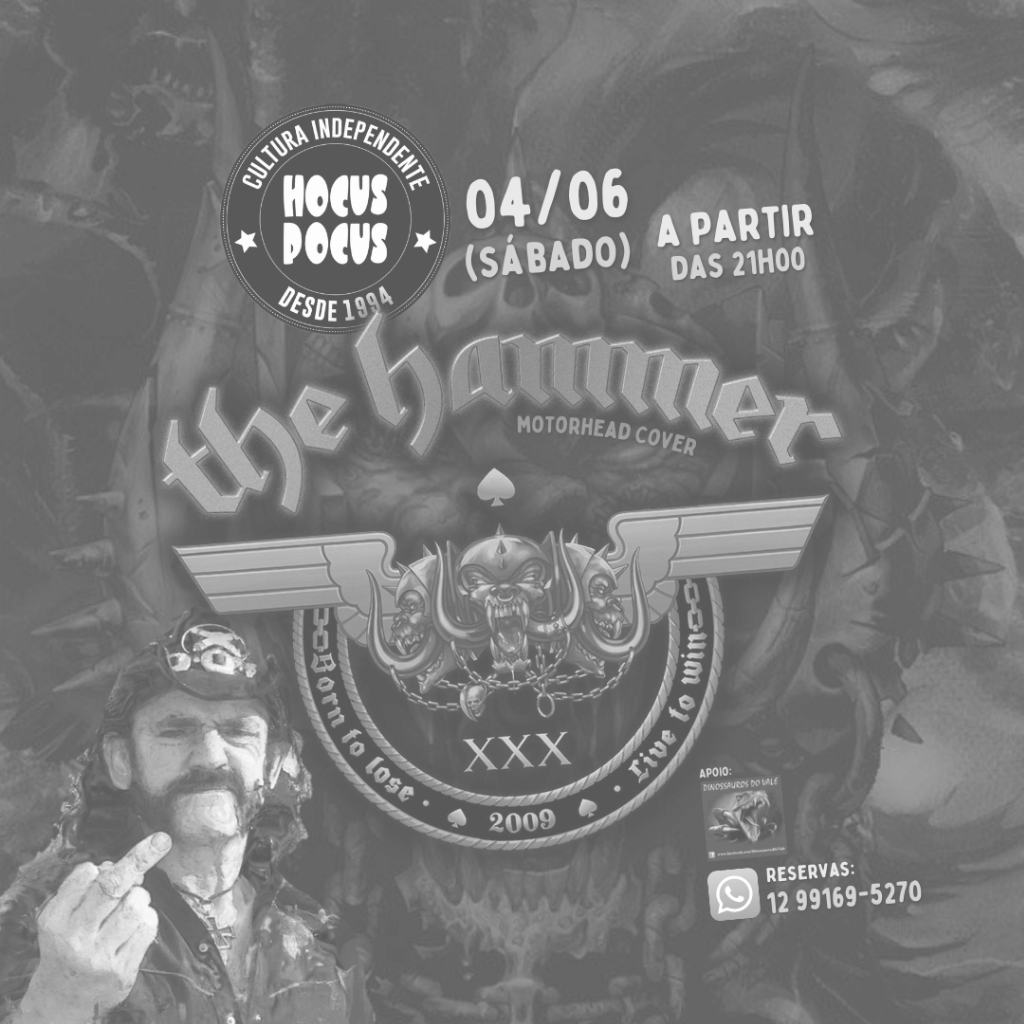 CULTURA INDEPENDENTE
HOCUS
POCUS
DESDE 1994
04/06
(SÁBADO)
A PARTIR
DAS 21H00
the hammer
MOTORHEAD COVER
Born to lose · Live to win
XXX
2009
APOIO:
DINOSSAUROS DO VALE
RESERVAS:
12 99169-5270